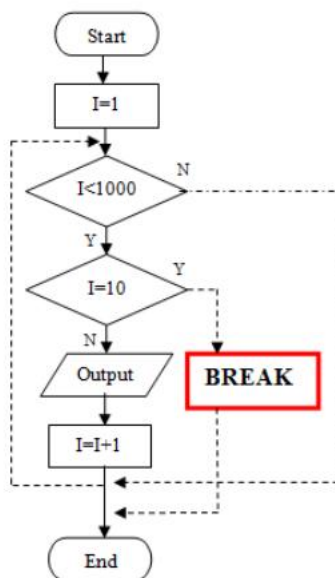 Start
I=1
I<1000
N
Y
I=10
Y
N
Output
BREAK
I=I+1
End